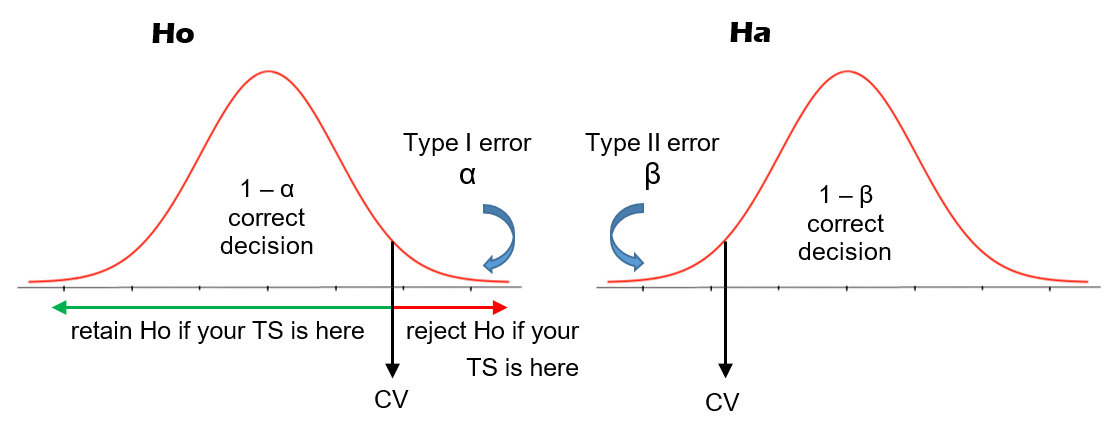 Ho
Ha
Type I error
α
Type II error
β
1 – α
correct
decision
1 – β
correct
decision
retain Ho if your TS is here
reject Ho if your
TS is here
CV
CV